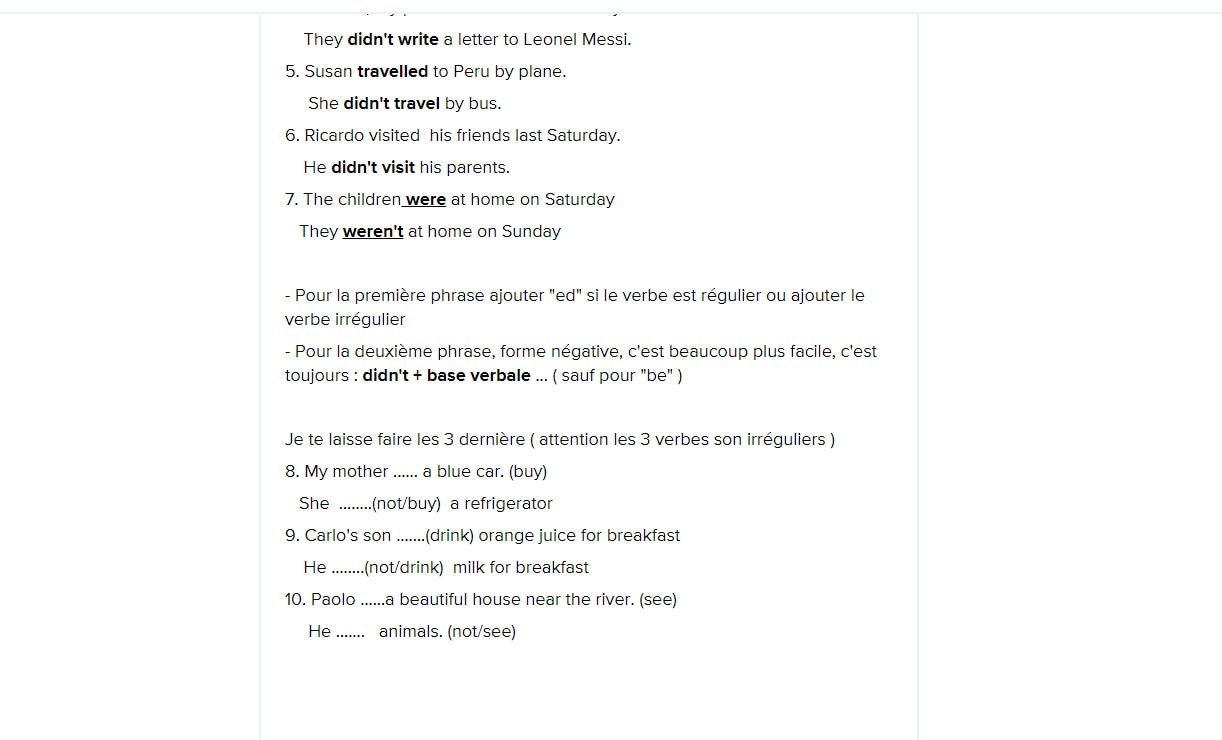 They didn't write a letter to Leonel Messi.
5. Susan travelled to Peru by plane.
She didn't travel by bus.
6. Ricardo visited  his friends last Saturday.
He didn't visit his parents.
7. The children were at home on Saturday
They weren't at home on Sunday
- Pour la première phrase ajouter "ed" si le verbe est régulier ou ajouter le
verbe irrégulier
- Pour la deuxième phrase, forme négative, c'est beaucoup plus facile, c'est
toujours : didn't + base verbale ... ( sauf pour "be" )
Je te laisse faire les 3 dernière ( attention les 3 verbes son irréguliers )
8. My mother ...... a blue car. (buy)
She  ........(not/buy)  a refrigerator
9. Carlo's son .......(drink) orange juice for breakfast
He ........(not/drink)  milk for breakfast
10. Paolo ......a beautiful house near the river. (see)
He .......   animals. (not/see)